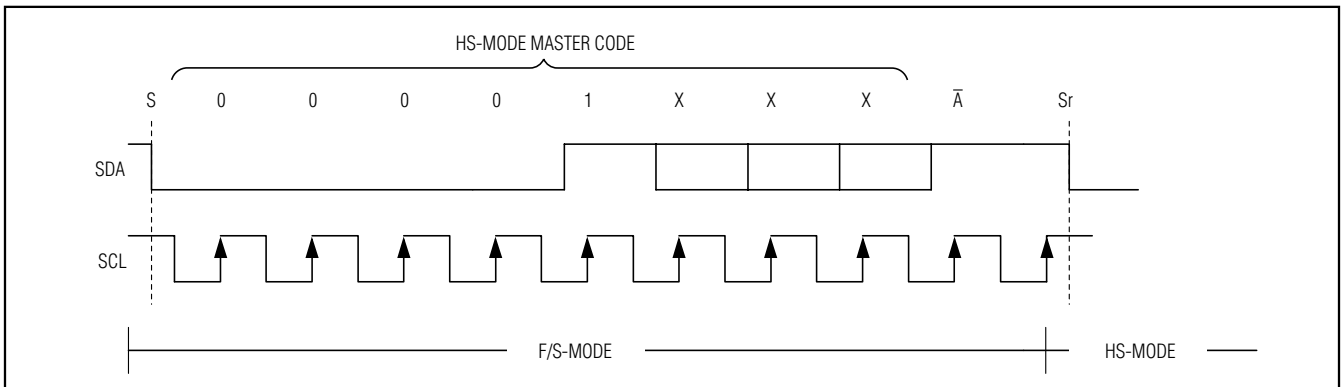 HS-MODE MASTER CODE
S 0 0 0 0 1 X X X A̅ Sr
SDA
SCL
F/S-MODE HS-MODE